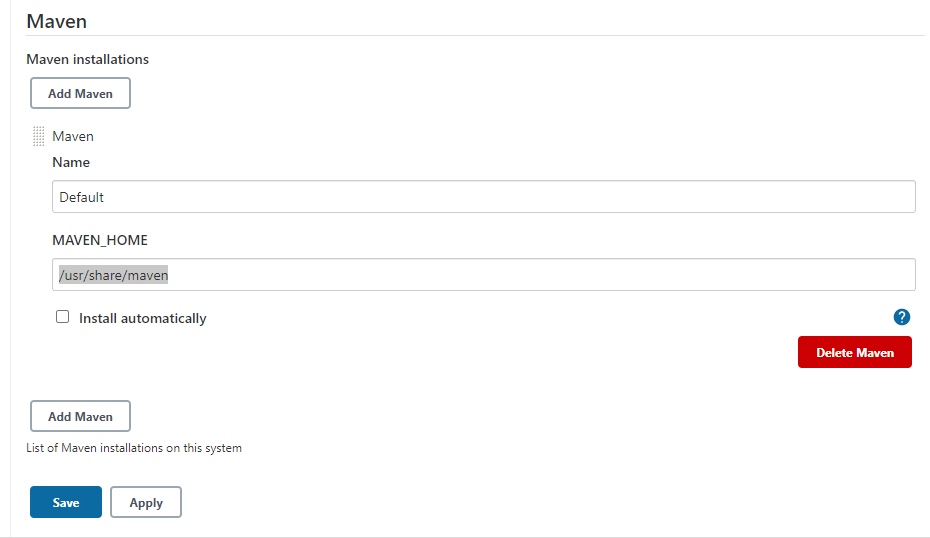 Maven
Maven installations
Add Maven
Maven
Name
Default
MAVEN_HOME
/usr/share/maven
Install automatically
?
Delete Maven
Add Maven
List of Maven installations on this system
Save Apply